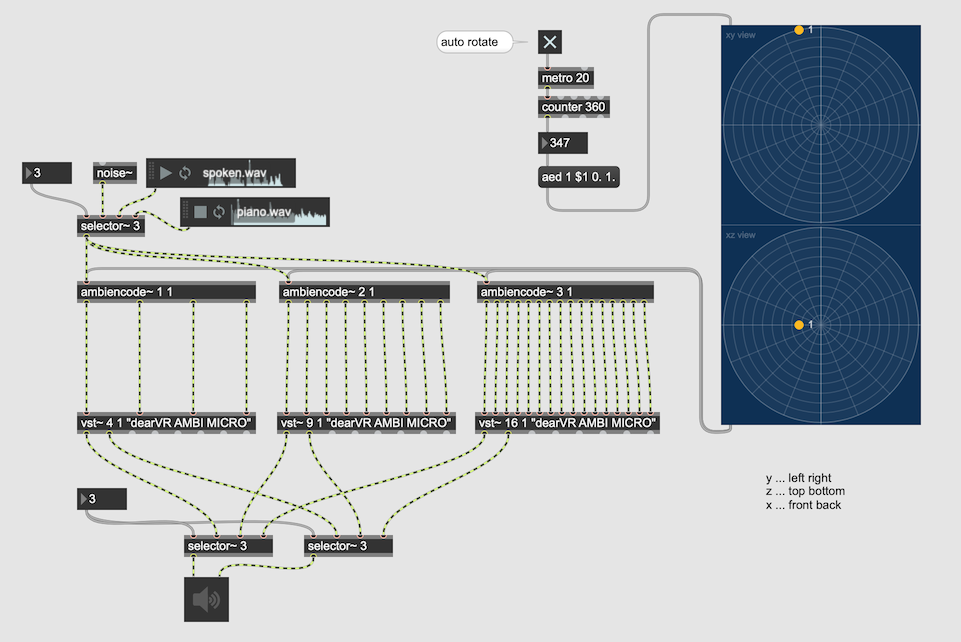 auto rotate
metro 20
counter 360
347
aed 1 $1 0. 1.
xy view
1
xz view
1
3
noise~
spoken.wav
piano.wav
selector~ 3
ambiencode~ 1 1
ambiencode~ 2 1
ambiencode~ 3 1
vst~ 4 1 "dearVR AMBI MICRO"
vst~ 9 1 "dearVR AMBI MICRO"
vst~ 16 1 "dearVR AMBI MICRO"
y ... left right
z ... top bottom
x ... front back
3
selector~ 3
selector~ 3